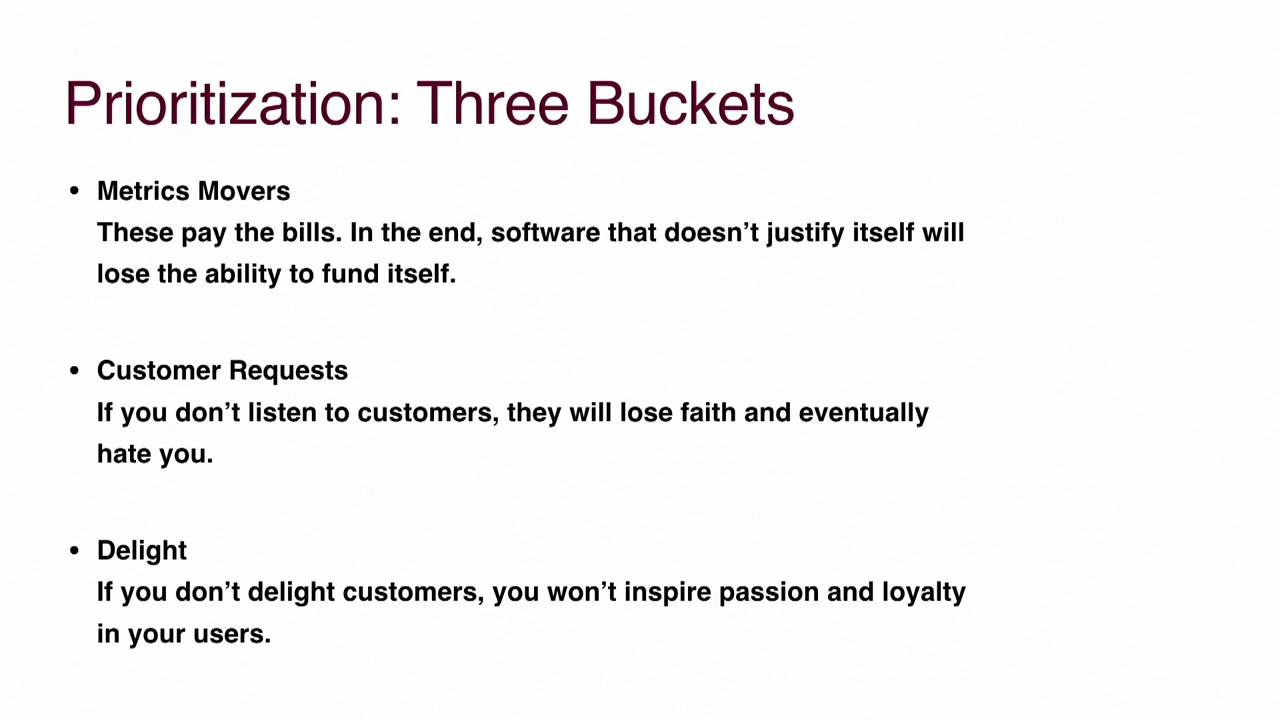 Prioritization: Three Buckets
• Metrics Movers
These pay the bills. In the end, software that doesn’t justify itself will
lose the ability to fund itself.
• Customer Requests
If you don’t listen to customers, they will lose faith and eventually
hate you.
• Delight
If you don’t delight customers, you won’t inspire passion and loyalty
in your users.